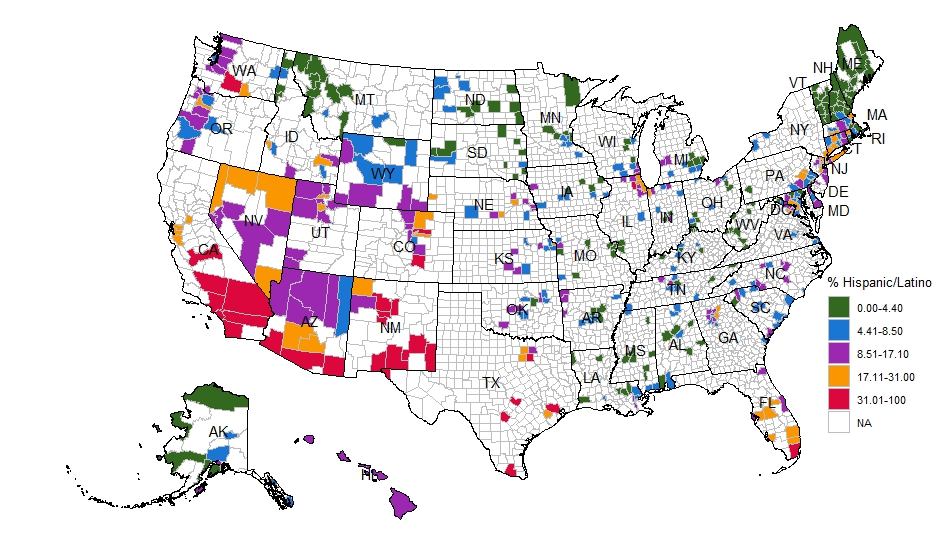 NH
ME
VT
WA
MT
ND
MN
MA
OR
ID
WI
NY
RI
CT
SD
MI
WY
PA
NJ
IA
NE
OH
DE
IL
IN
DC
MD
NV
UT
WV
VA
CA
CO
KS
MO
KY
NC
TN
% Hispanic/Latino
OK
AR
SC
0.00-4.40
AZ
NM
GA
4.41-8.50
MS
AL
8.51-17.10
TX
LA
17.11-31.00
FL
31.01-100
NA
AK
HI